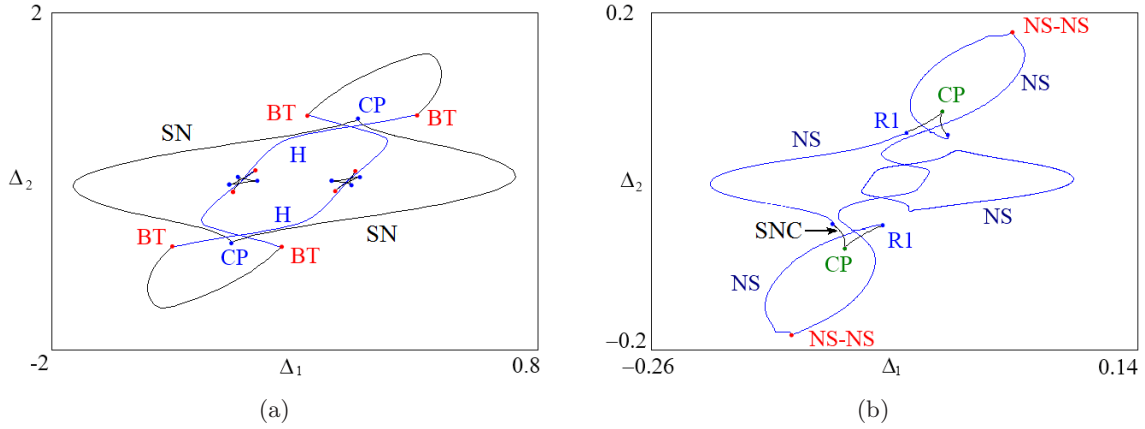 2
BT
CP
BT
SN
H
Δ2
H
SN
BT
CP
BT
-2
Δ1
0.8
(a)
0.2
NS-NS
CP
NS
R1
NS
Δ2
NS
SNC
R1
CP
NS
NS-NS
−0.2
−0.26
Δ1
0.14
(b)